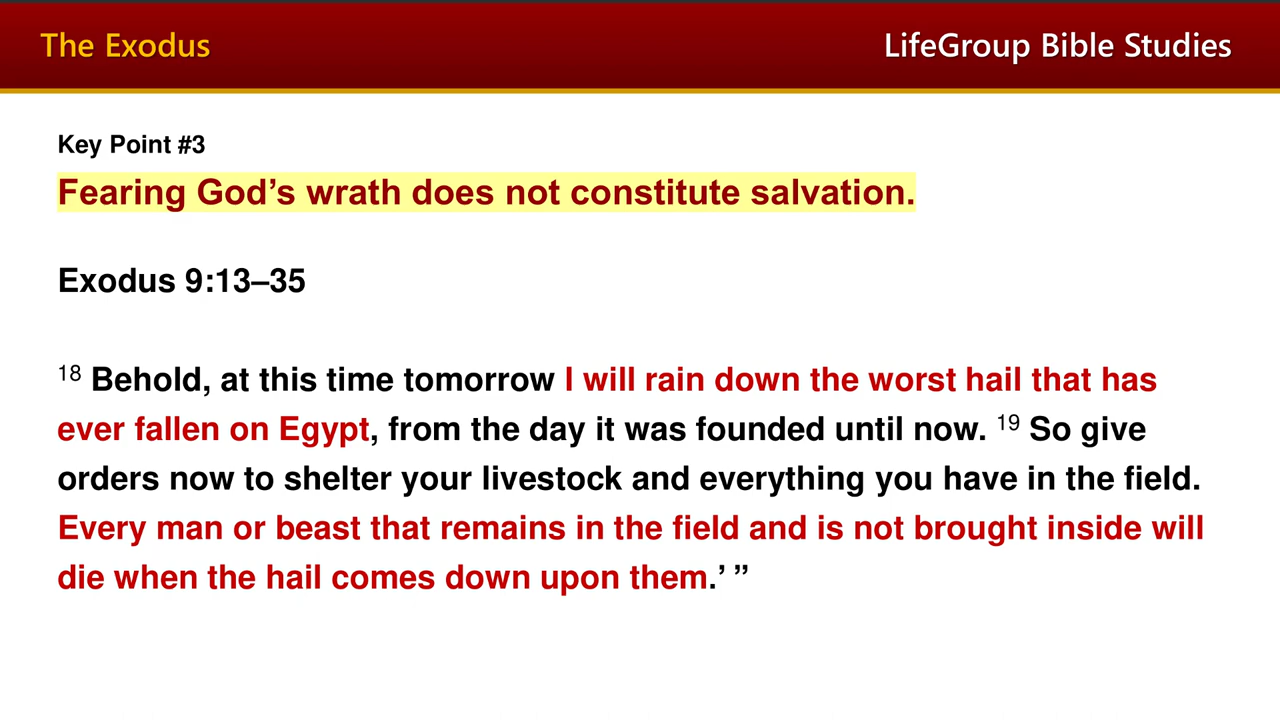 The Exodus
LifeGroup Bible Studies
Key Point #3
Fearing God’s wrath does not constitute salvation.
Exodus 9:13–35
18 Behold, at this time tomorrow I will rain down the worst hail that has
ever fallen on Egypt, from the day it was founded until now. 19 So give
orders now to shelter your livestock and everything you have in the field.
Every man or beast that remains in the field and is not brought inside will
die when the hail comes down upon them.’ ”